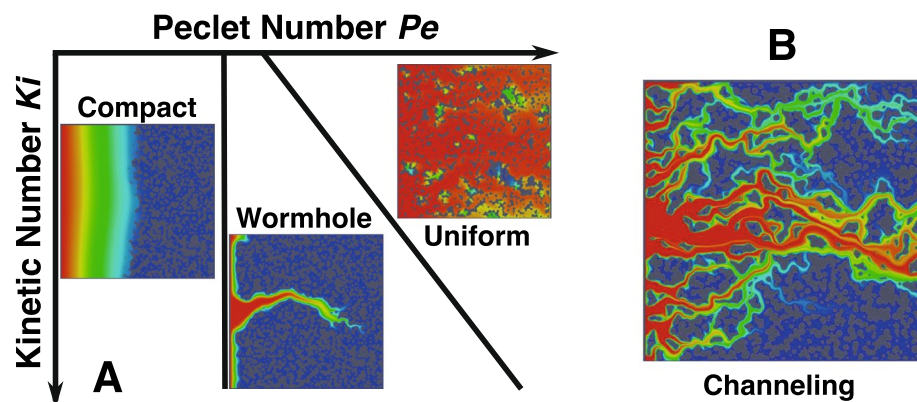 Peclet Number Pe
Kinetic Number Ki
Compact
Wormhole
Uniform
A
B
Channeling